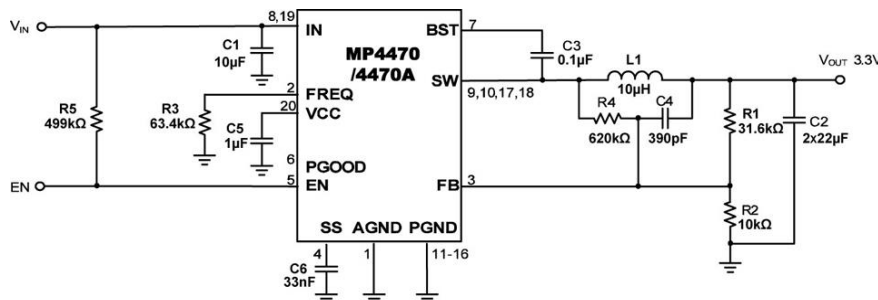 8,19
7
V_IN
IN
BST
C1
10µF
MP4470
/4470A
C3
0.1µF
L1
10µH
V_OUT 3.3V
SW
9,10,17,18
2
FREQ
R5
499kΩ
R3
63.4kΩ
20
VCC
R4
620kΩ
C4
390pF
R1
31.6kΩ
C2
2x22µF
C5
1µF
6
PGOOD
EN
5
EN
FB
3
R2
10kΩ
SS
AGND
PGND
4
1
11-16
C6
33nF